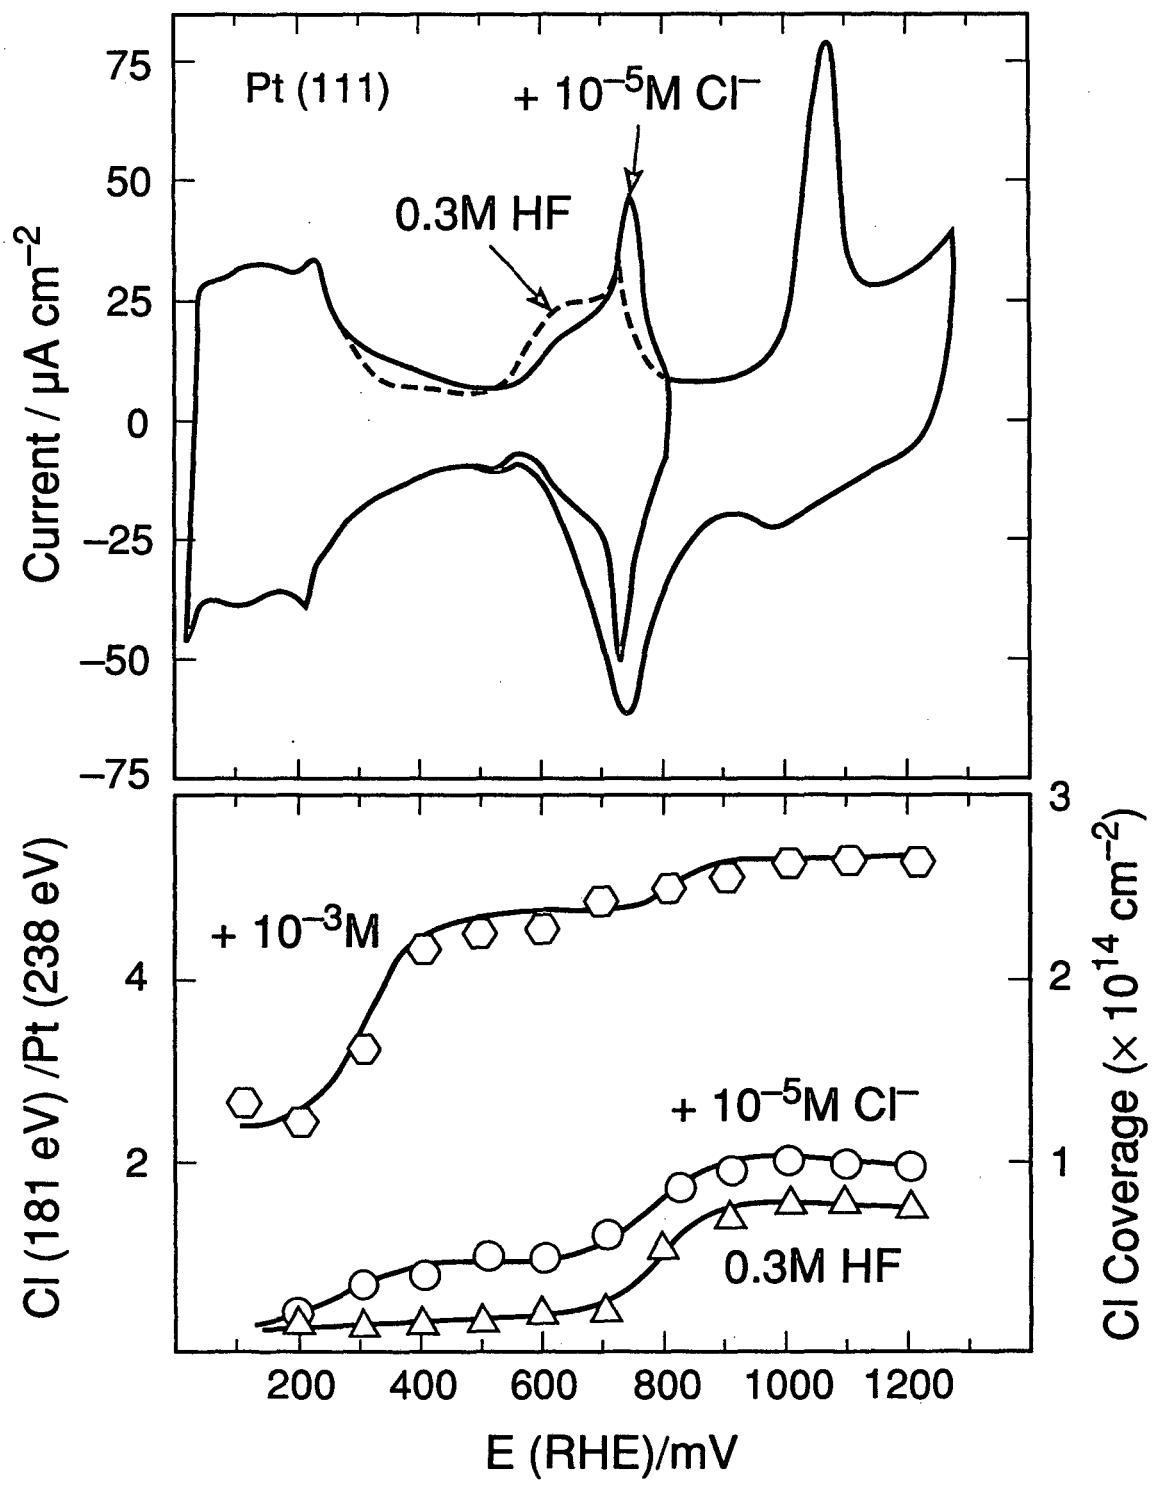 Pt (111)
+ 10⁻⁵M Cl⁻
0.3M HF
75
50
25
0
−25
−50
−75
Current / μA cm⁻²
+ 10⁻³M
+ 10⁻⁵M Cl⁻
0.3M HF
4
2
Cl (181 eV) /Pt (238 eV)
3
2
1
Cl Coverage (× 10¹⁴ cm⁻²)
200 400 600 800 1000 1200
E (RHE)/mV